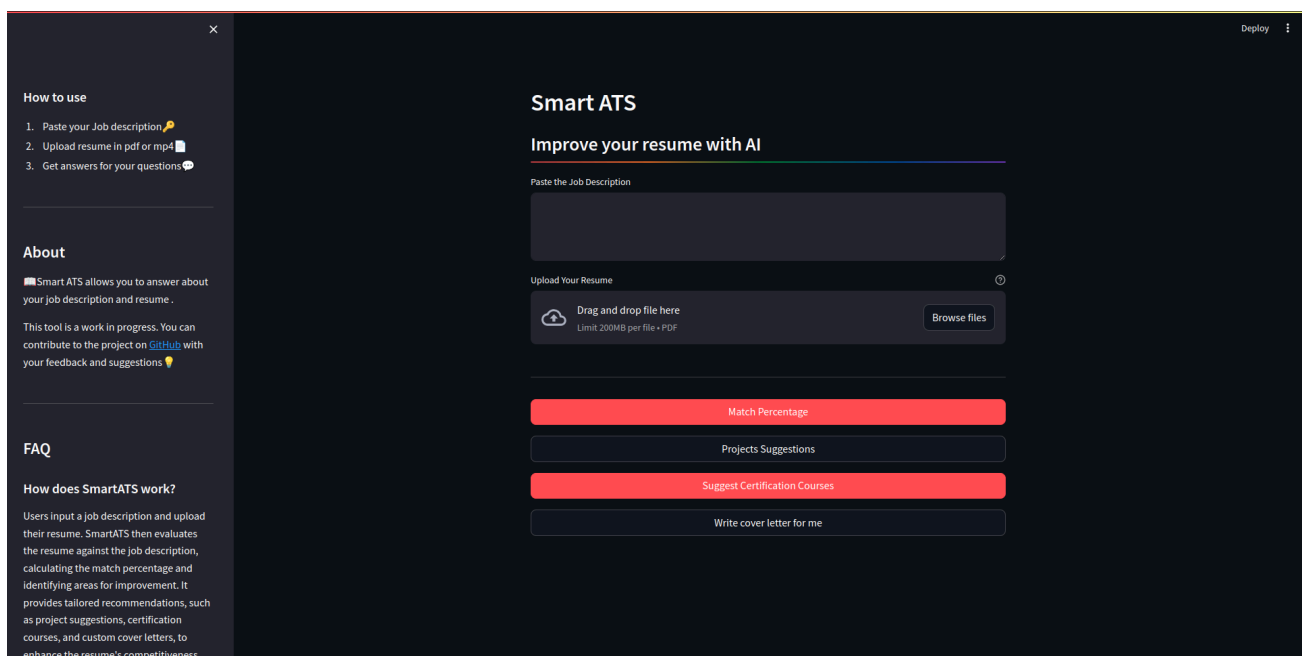 Deploy
How to use
1. Paste your Job description🔑
2. Upload resume in pdf or mp4📄
3. Get answers for your questions💬
About
📖Smart ATS allows you to answer about
your job description and resume .
This tool is a work in progress. You can
contribute to the project on GitHub with
your feedback and suggestions💡
FAQ
How does SmartATS work?
Users input a job description and upload
their resume. SmartATS then evaluates
the resume against the job description,
calculating the match percentage and
identifying areas for improvement. It
provides tailored recommendations, such
as project suggestions, certification
courses, and custom cover letters, to
enhance the resume's competitiveness
Smart ATS
Improve your resume with AI
Paste the Job Description
Upload Your Resume
Drag and drop file here
Limit 200MB per file • PDF
Browse files
Match Percentage
Projects Suggestions
Suggest Certification Courses
Write cover letter for me